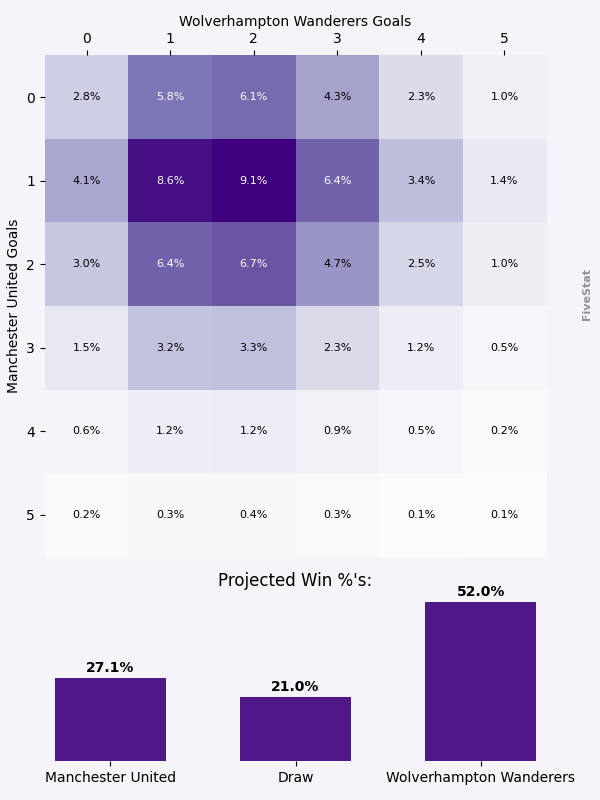 Wolverhampton Wanderers Goals
0 1 2 3 4 5
Manchester United Goals
0 2.8% 5.8% 6.1% 4.3% 2.3% 1.0%
1 4.1% 8.6% 9.1% 6.4% 3.4% 1.4%
2 3.0% 6.4% 6.7% 4.7% 2.5% 1.0%
3 1.5% 3.2% 3.3% 2.3% 1.2% 0.5%
4 0.6% 1.2% 1.2% 0.9% 0.5% 0.2%
5 0.2% 0.3% 0.4% 0.3% 0.1% 0.1%
FiveStat
Projected Win %'s:
27.1% 21.0% 52.0%
Manchester United Draw Wolverhampton Wanderers